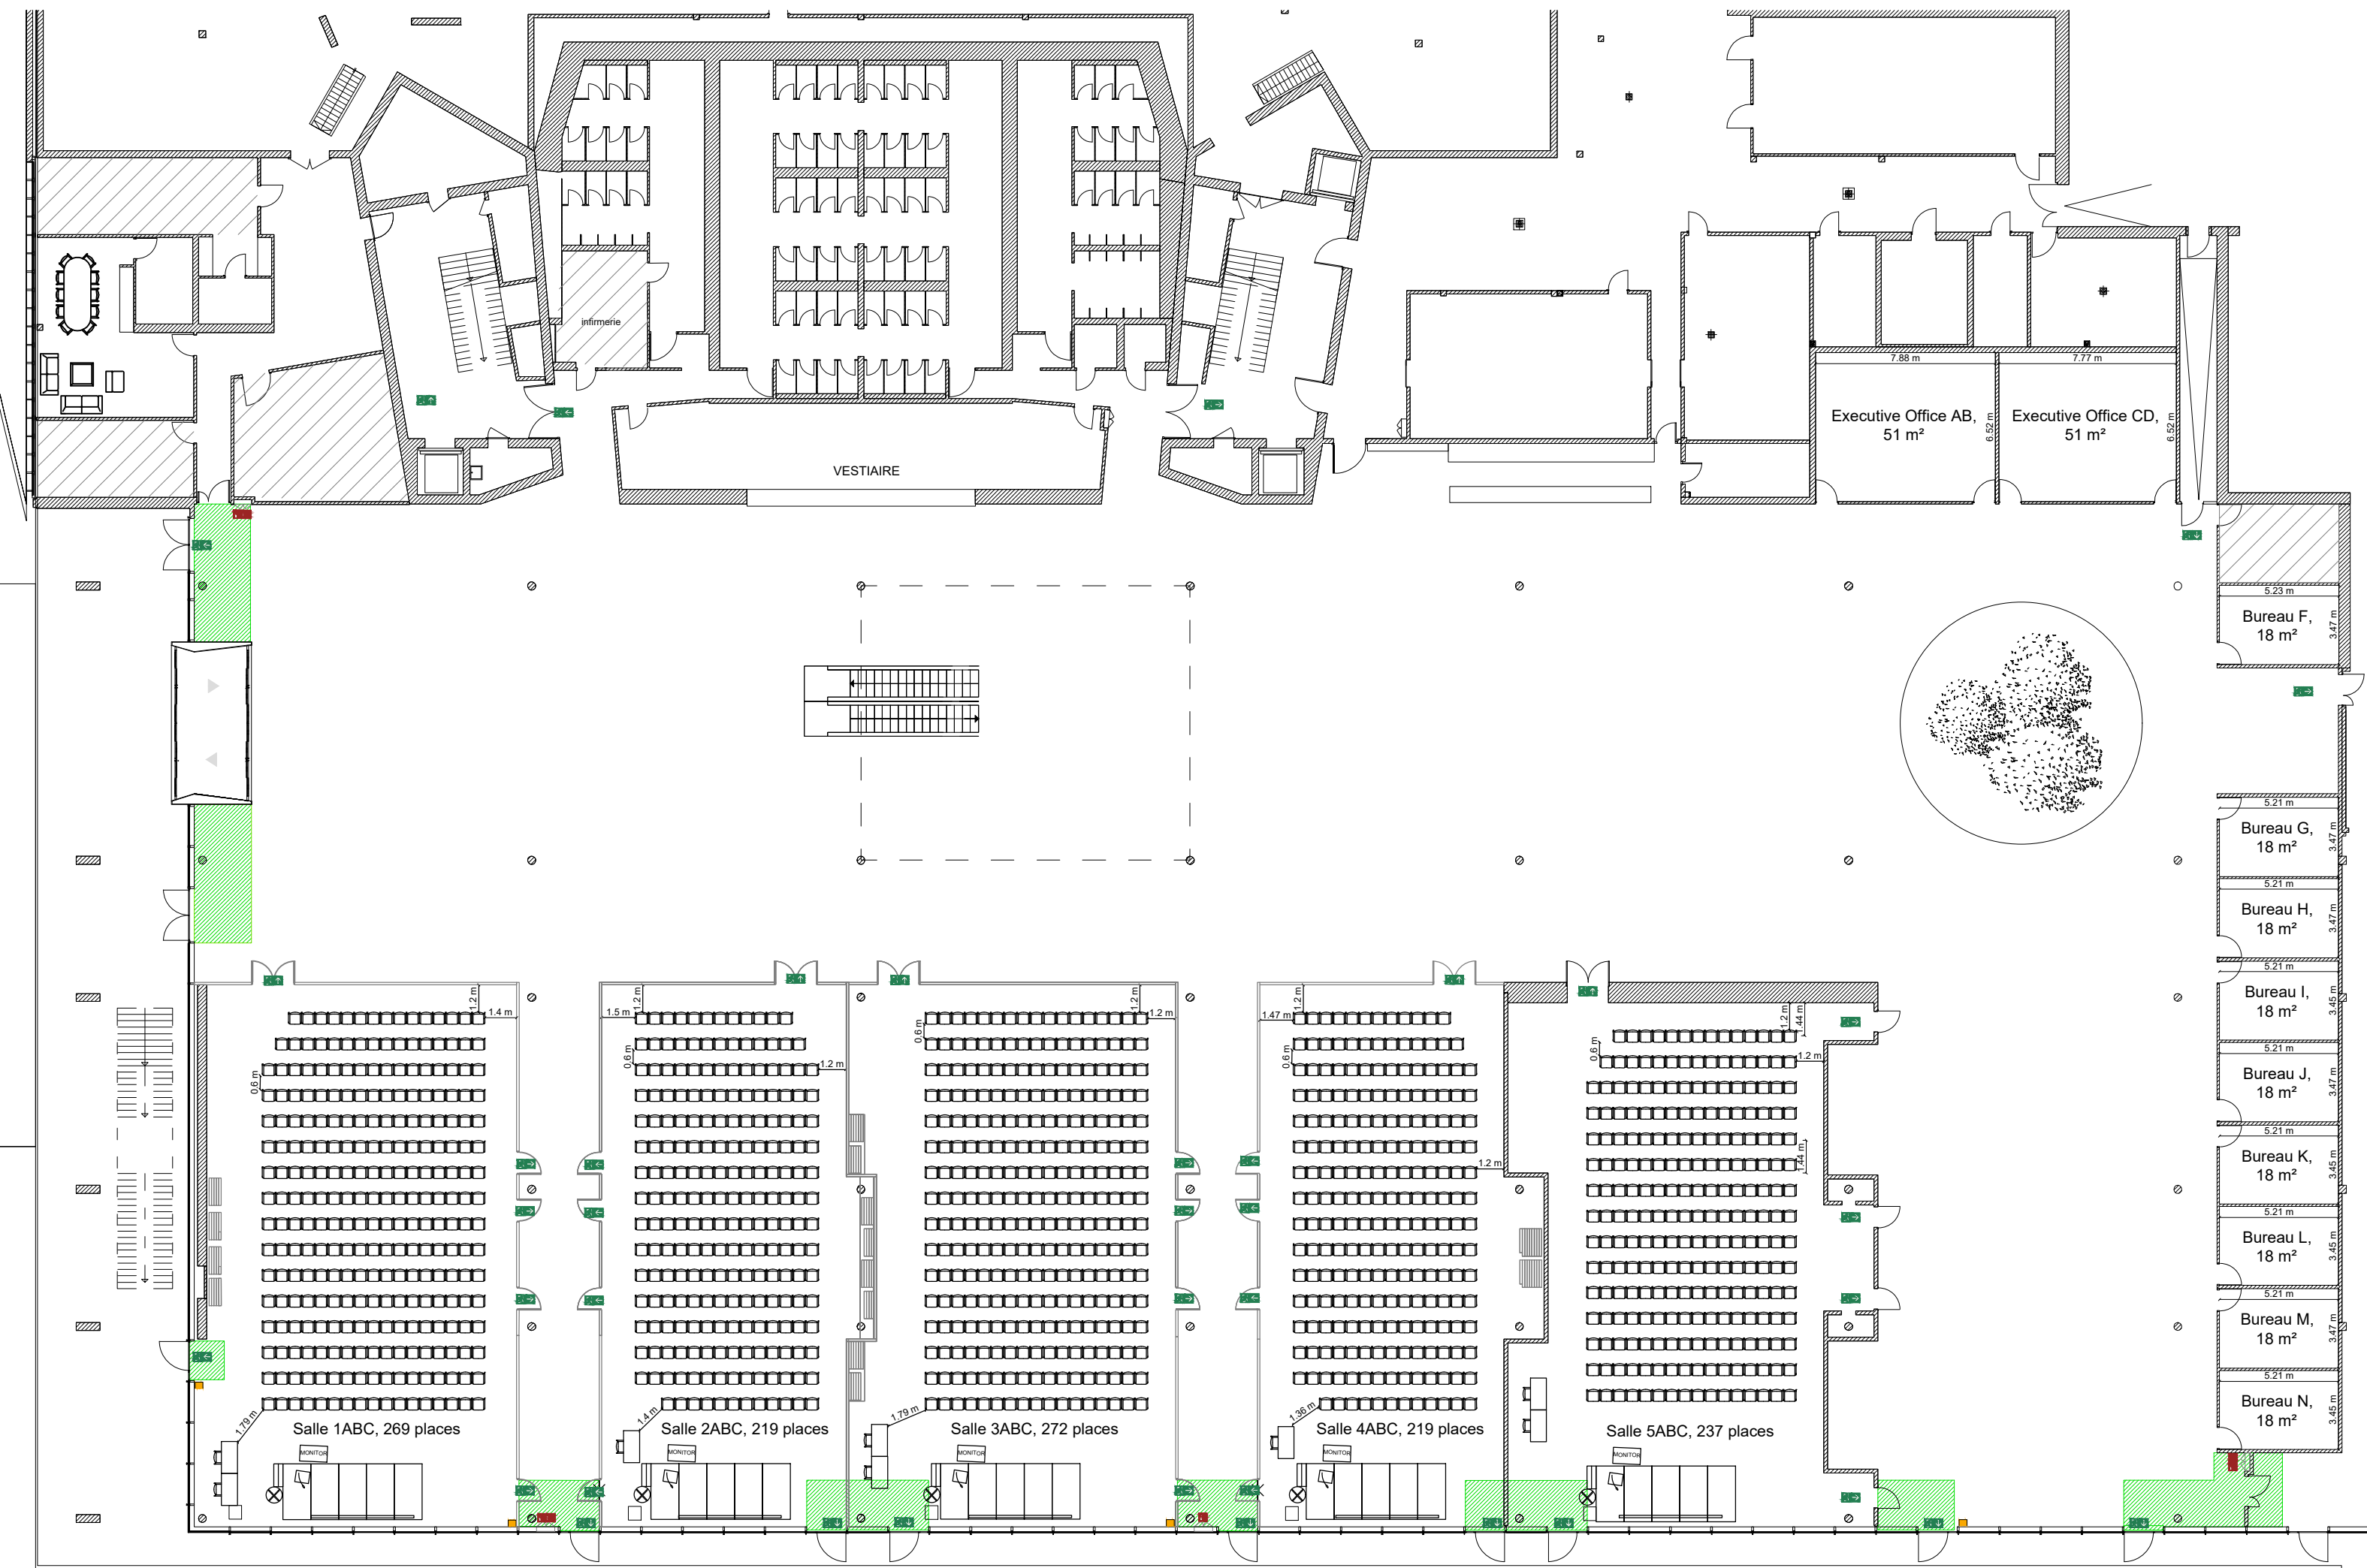 infirmerie
VESTIAIRE
7.88 m
7.77 m
Executive Office AB,
51 m²
6.52 m
Executive Office CD,
51 m²
6.52 m
5.23 m
Bureau F,
18 m²
3.47 m
5.21 m
Bureau G,
18 m²
3.47 m
5.21 m
Bureau H,
18 m²
3.47 m
5.21 m
Bureau I,
18 m²
3.45 m
5.21 m
Bureau J,
18 m²
3.47 m
5.21 m
Bureau K,
18 m²
3.45 m
5.21 m
Bureau L,
18 m²
3.45 m
5.21 m
Bureau M,
18 m²
3.47 m
5.21 m
Bureau N,
18 m²
3.45 m
1.2 m
1.4 m
0.6 m
1.79 m
Salle 1ABC, 269 places
MONITOR
1.5 m
1.2 m
0.6 m
1.2 m
1.4 m
Salle 2ABC, 219 places
MONITOR
0.6 m
1.2 m
1.2 m
1.79 m
Salle 3ABC, 272 places
MONITOR
1.47 m
1.2 m
0.6 m
1.2 m
1.36 m
Salle 4ABC, 219 places
MONITOR
0.6 m
1.2 m
1.44 m
1.2 m
1.44 m
Salle 5ABC, 237 places
MONITOR